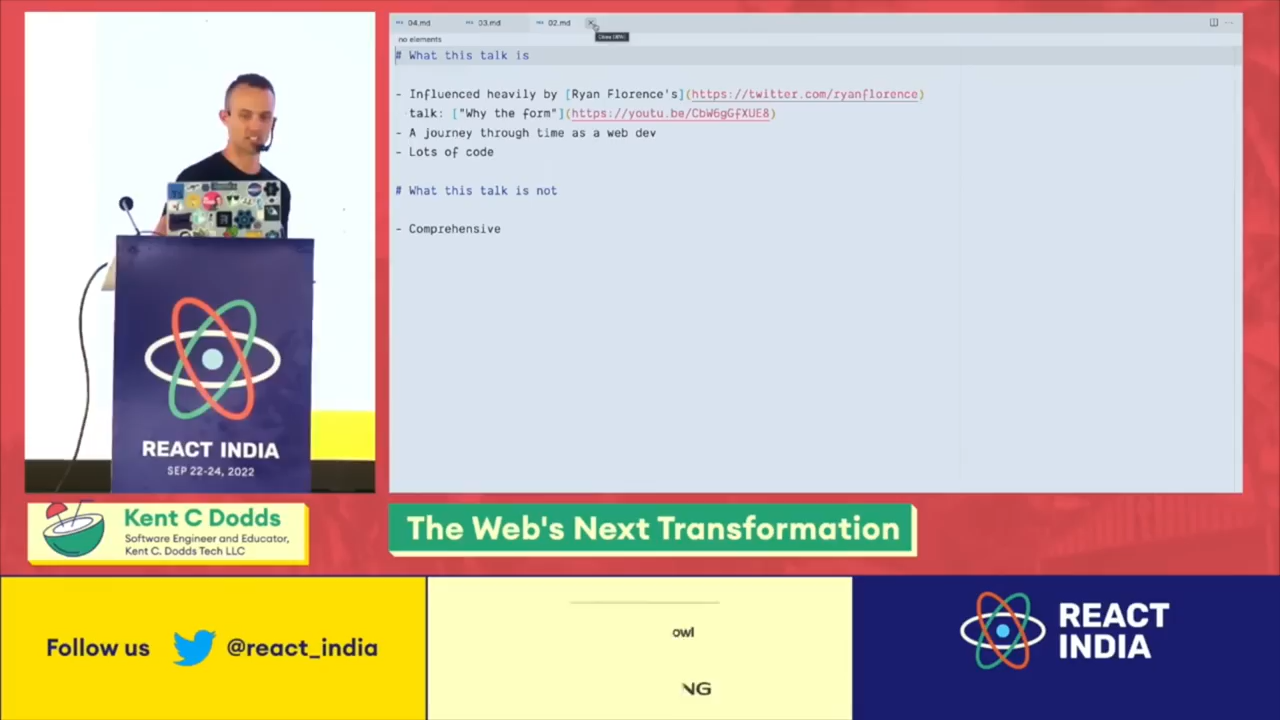 04.md 03.md 02.md
no elements
# What this talk is
- Influenced heavily by [Ryan Florence's](https://twitter.com/ryanflorence)
talk: ["Why the form"](https://youtu.be/CbW6gGfXUE8)
- A journey through time as a web dev
- Lots of code
# What this talk is not
- Comprehensive
REACT INDIA
SEP 22-24, 2022
Kent C Dodds
Software Engineer and Educator,
Kent C. Dodds Tech LLC
The Web's Next Transformation
Follow us @react_india
owl
NG
REACT
INDIA